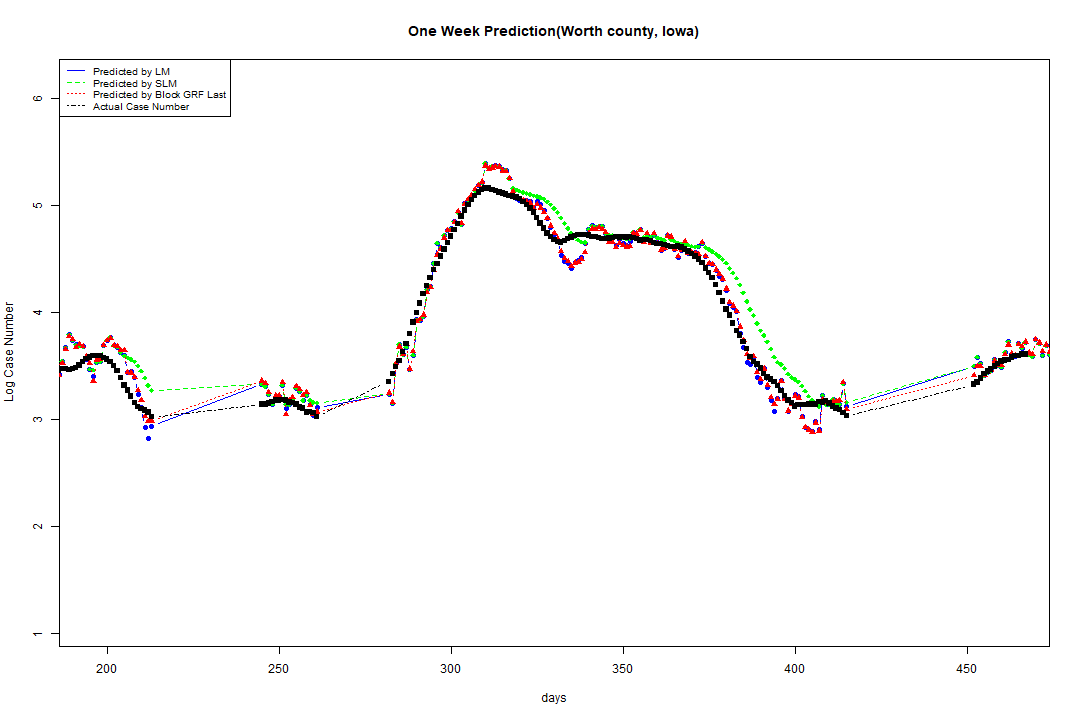 One Week Prediction(Worth county, Iowa)
Predicted by LM
Predicted by SLM
Predicted by Block GRF Last
Actual Case Number
6
5
4
3
2
1
Log Case Number
200 250 300 350 400 450
days